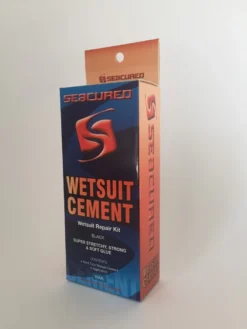 SEACURED
SEACURED
WETSUIT
CEMENT
Wetsuit Repair Kit
BLACK
SUPER STRETCHY, STRONG
& SOFT GLUE